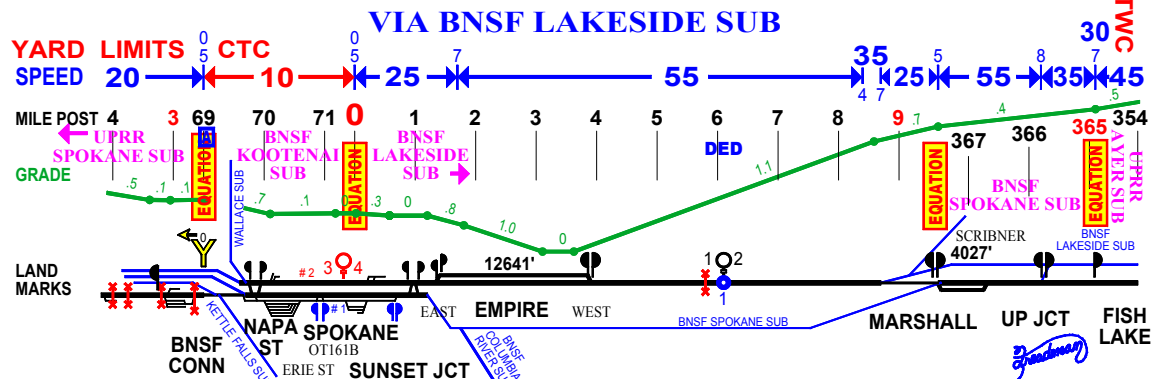 VIA BNSF LAKESIDE SUB
YARD LIMITS CTC
0
5
0
5
7
35
4 7
5
30
8 7
TWC
SPEED 20 10 25 55 25 55 35 45
MILE POST 4 3 69 70 71 0 1 2 3 4 5 6 7 8 9 367 366 365 354
UPRR
SPOKANE SUB
BNSF
KOOTENAI
SUB
BNSF
LAKESIDE
SUB
DED
BNSF
SPOKANE SUB
UPRR
AYER SUB
GRADE
EQUATION
EQUATION
EQUATION
EQUATION
.5 .1 .1 .7 .1 0 .3 0 .8 1.0 0 1.1 .7 .4 .5
WALLACE SUB
0
Y
LAND
MARKS
#2 3 4
12641'
1 2
1
SCRIBNER
4027'
BNSF
LAKESIDE SUB
#1
KETTLE FALLS SU
BNSF
CONN
NAPA
ST
ERIE ST
SPOKANE
OT161B
SUNSET JCT
EAST
EMPIRE
WEST
BNSF
COLUMBIA
RIVER SU
BNSF SPOKANE SUB
MARSHALL
UP JCT
FISH
LAKE